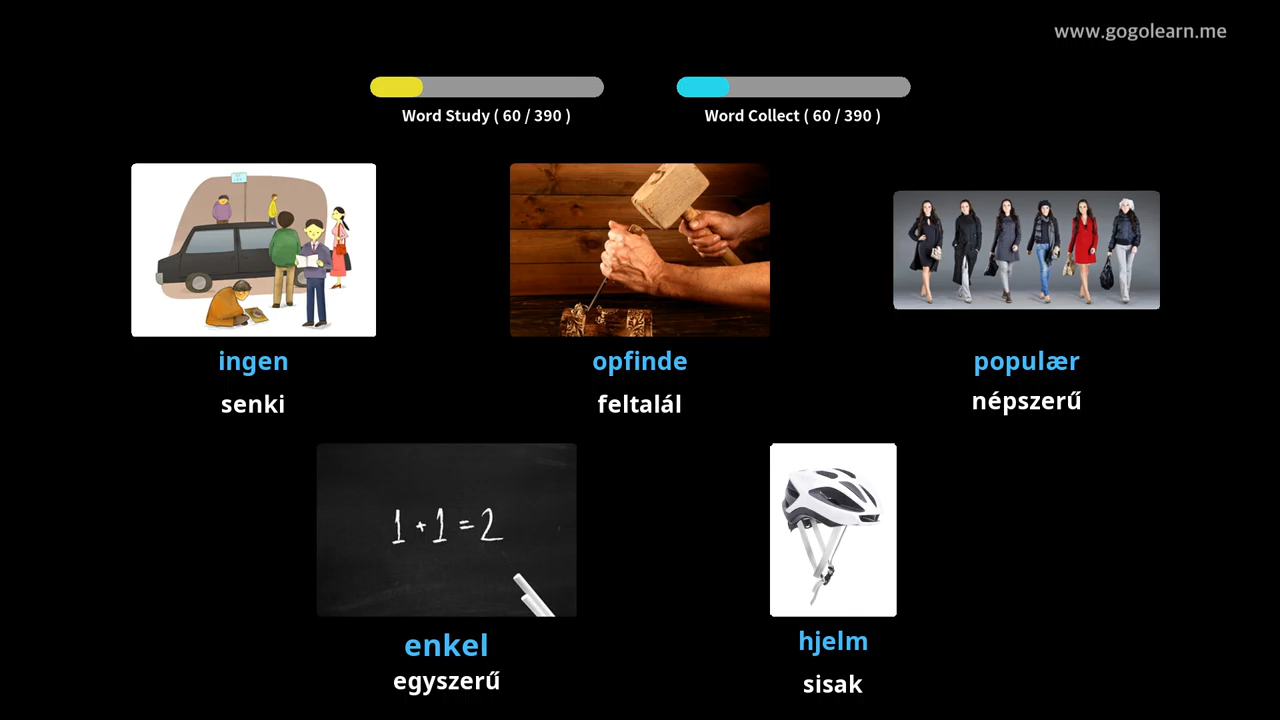 www.gogolearn.me
Word Study ( 60 / 390 )
Word Collect ( 60 / 390 )
ingen
senki
opfinde
feltalál
populær
népszerű
1 + 1 = 2
enkel
egyszerű
hjelm
sisak